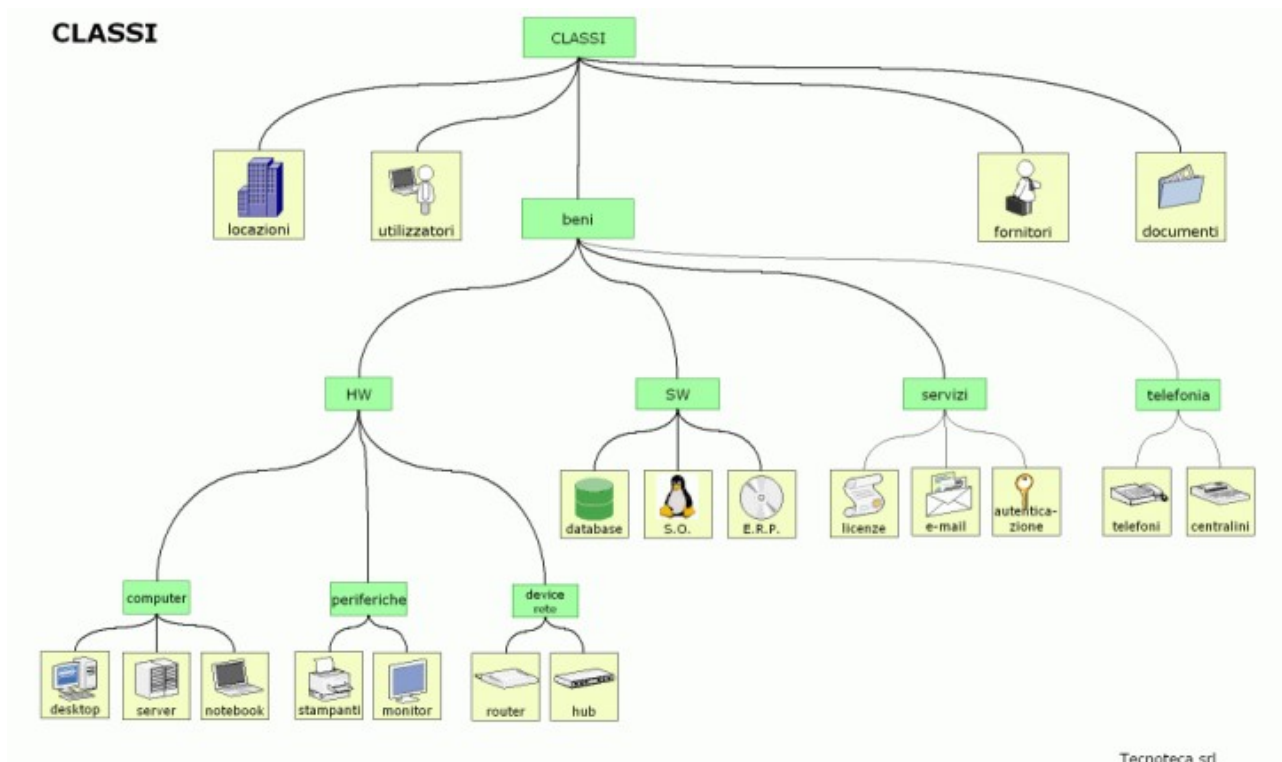 CLASSI
CLASSI
locazioni
utilizzatori
beni
fornitori
documenti
HW
SW
servizi
telefonia
database
S.O.
E.R.P.
licenze
e-mail
autentica-
zione
telefoni
centralini
computer
periferiche
device
rete
desktop
server
notebook
stampanti
monitor
router
hub
Tecnoteca srl